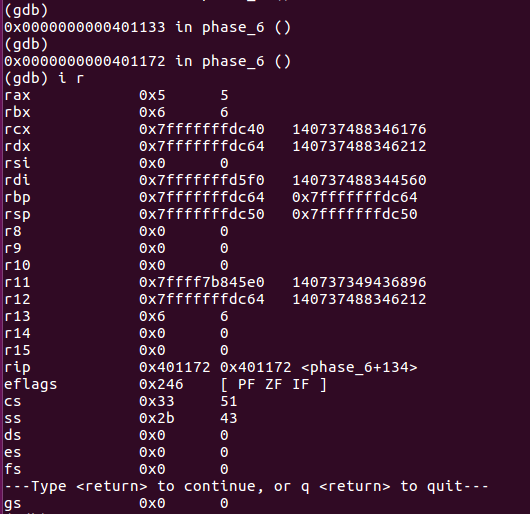 (gdb)
0x0000000000401133 in phase_6 ()
(gdb)
0x0000000000401172 in phase_6 ()
(gdb) i r
rax            0x5      5
rbx            0x6      6
rcx            0x7fffffffdc40   140737488346176
rdx            0x7fffffffdc64   140737488346212
rsi            0x0      0
rdi            0x7fffffffd5f0   140737488344560
rbp            0x7fffffffdc64   0x7fffffffdc64
rsp            0x7fffffffdc50   0x7fffffffdc50
r8             0x0      0
r9             0x0      0
r10            0x0      0
r11            0x7ffff7b845e0   140737349436896
r12            0x7fffffffdc64   140737488346212
r13            0x6      6
r14            0x0      0
r15            0x0      0
rip            0x401172 0x401172 <phase_6+134>
eflags         0x246    [ PF ZF IF ]
cs             0x33     51
ss             0x2b     43
ds             0x0      0
es             0x0      0
fs             0x0      0
---Type <return> to continue, or q <return> to quit---
gs             0x0      0